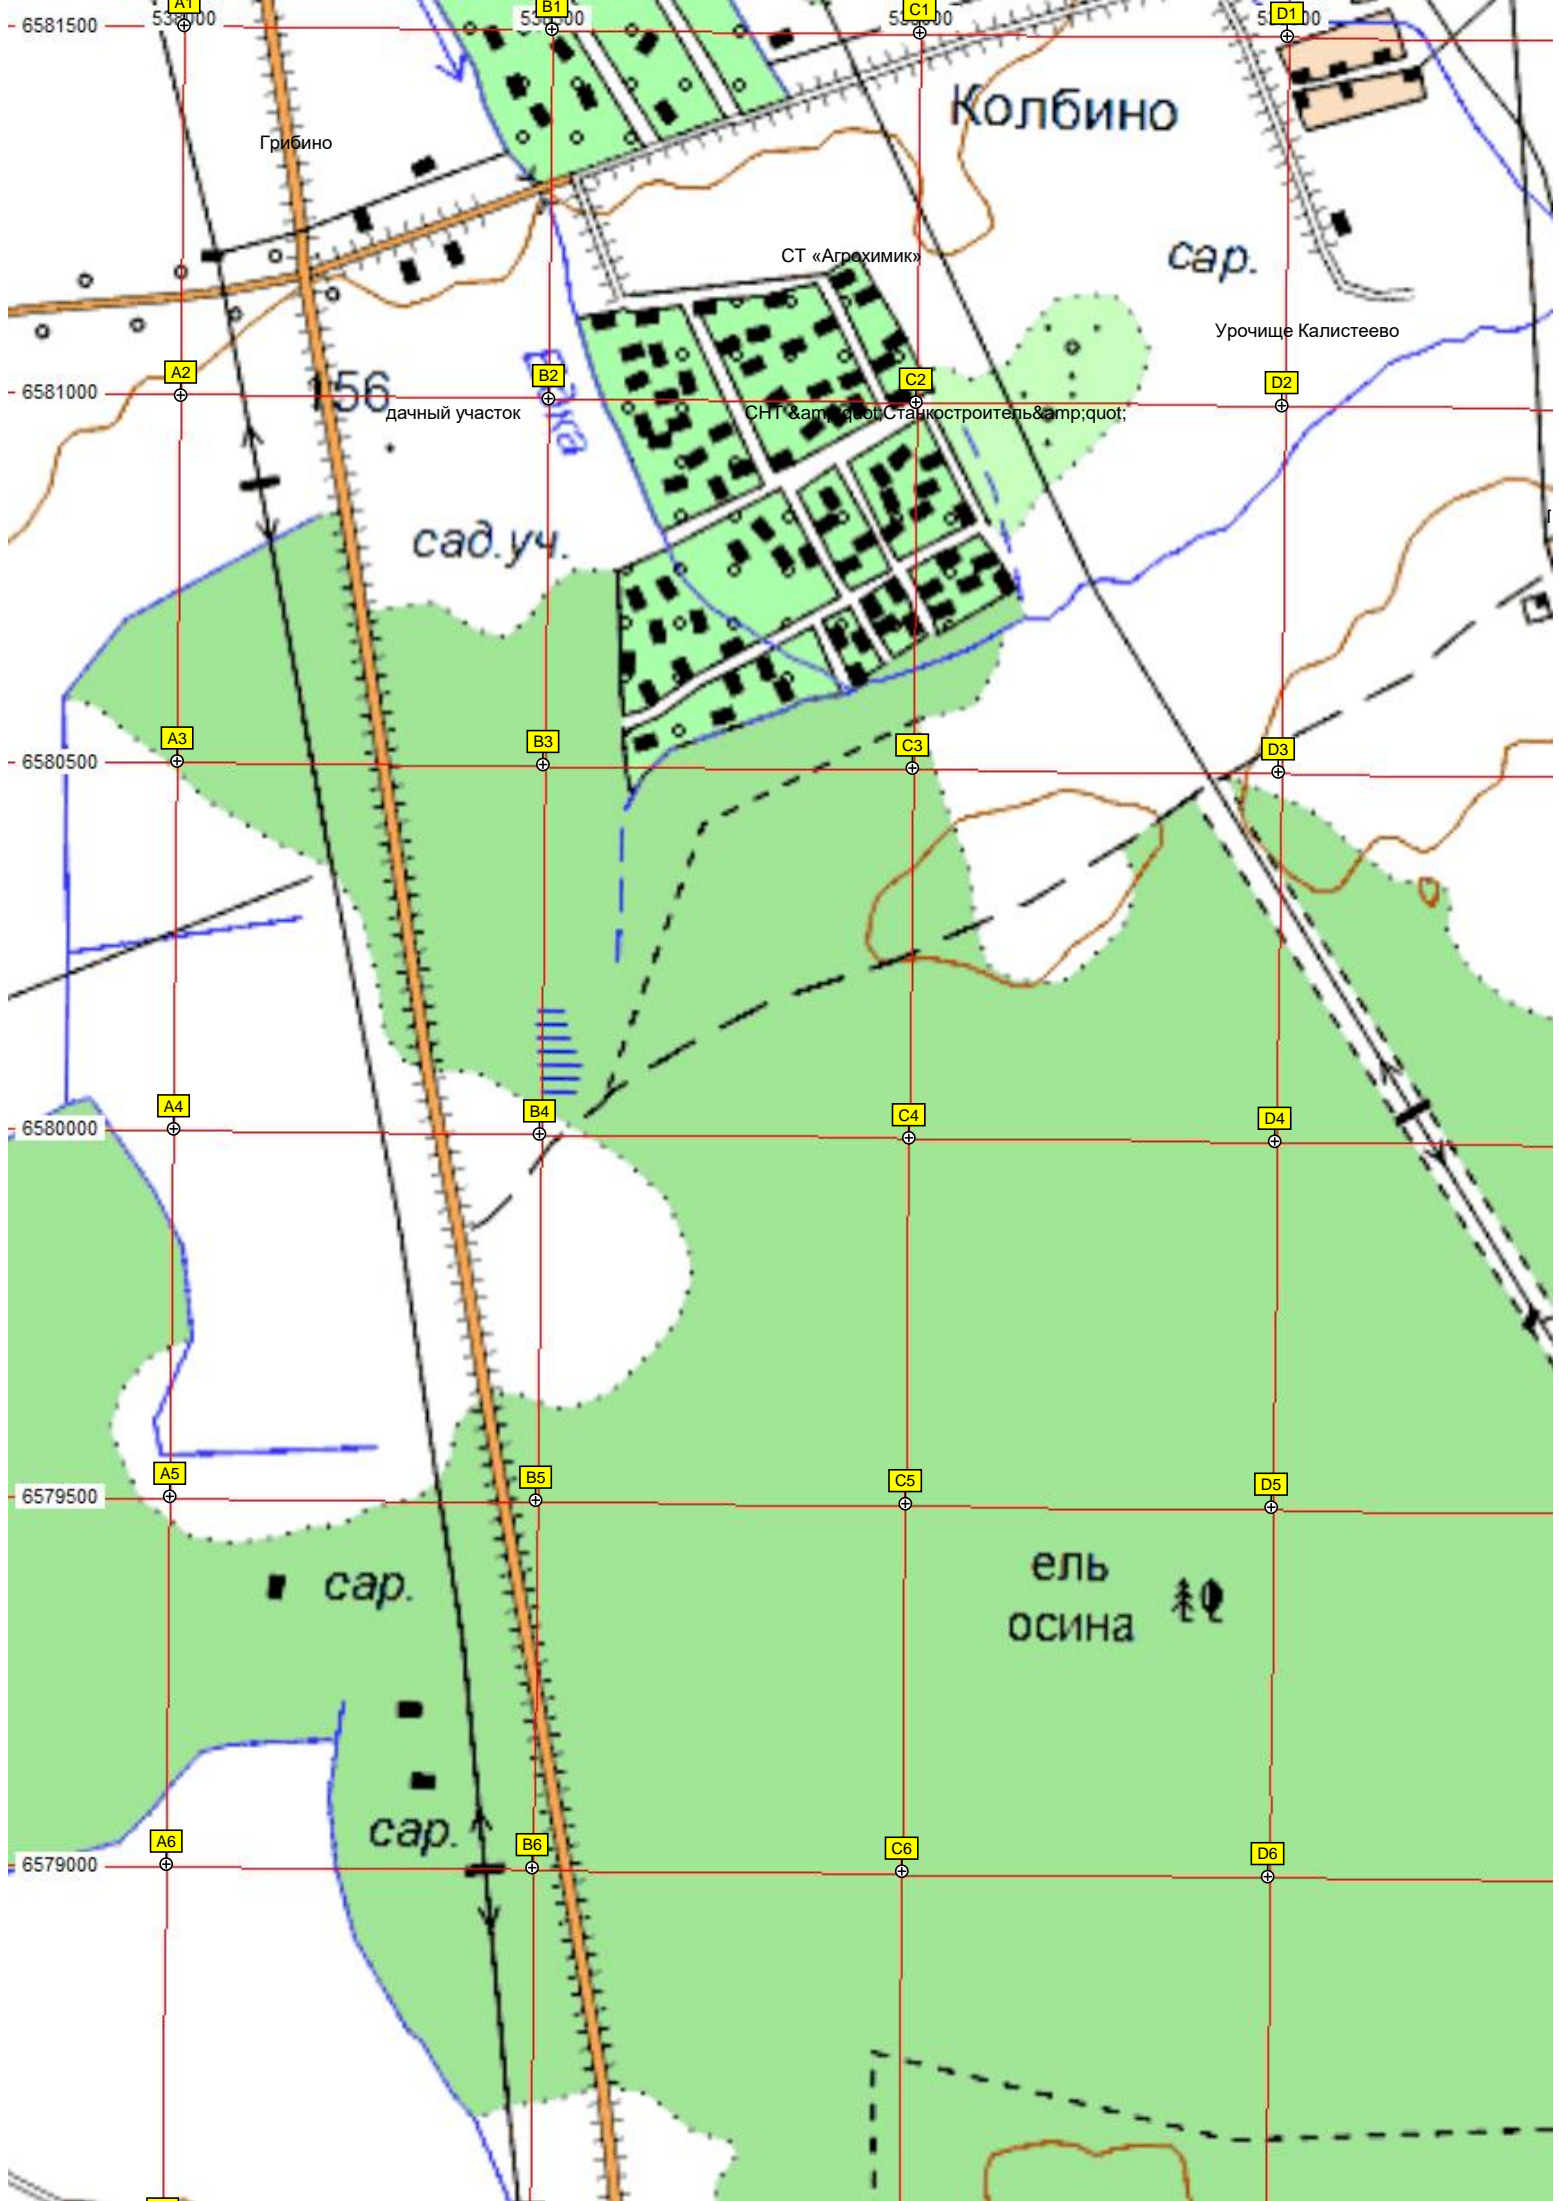 A1
538000
B1
C1
D1
6581500
Колбино
Грибино
СТ «Агрохимик»
сар.
Урочище Калистеево
A2
B2
C2
D2
6581000
156
дачный участок
СНТ &amp;quot;Станкостроитель&amp;quot;
сад.уч.
A3
B3
C3
D3
6580500
A4
B4
C4
D4
6580000
A5
B5
C5
D5
6579500
ель
осина
сар.
сар.
A6
B6
C6
D6
6579000